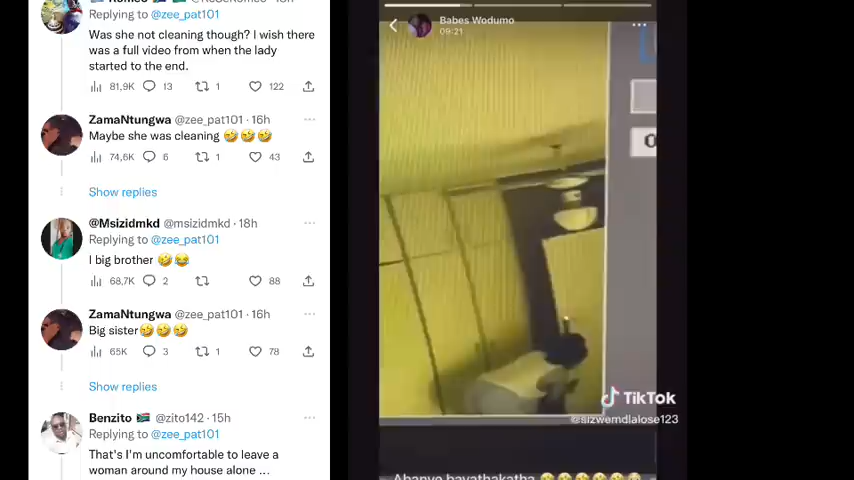 Replying to @zee_pat101
Was she not cleaning though? I wish there
was a full video from when the lady
started to the end.
81,9K 13 1 122
ZamaNtungwa @zee_pat101 · 16h
Maybe she was cleaning 🤣🤣🤣
74,6K 6 1 43
Show replies
@Msizidmkd @msizidmkd · 18h
Replying to @zee_pat101
I big brother 🤣😂
68,7K 2 88
ZamaNtungwa @zee_pat101 · 16h
Big sister🤣🤣🤣
65K 3 1 78
Show replies
Benzito 🇿🇦 @zito142 · 15h
Replying to @zee_pat101
That's I'm uncomfortable to leave a
woman around my house alone ...
Babes Wodumo
09:21
TikTok
@sizwemdlalose123
Abanye bayathakatha 🤣🤣🤣🤣🤣🤣